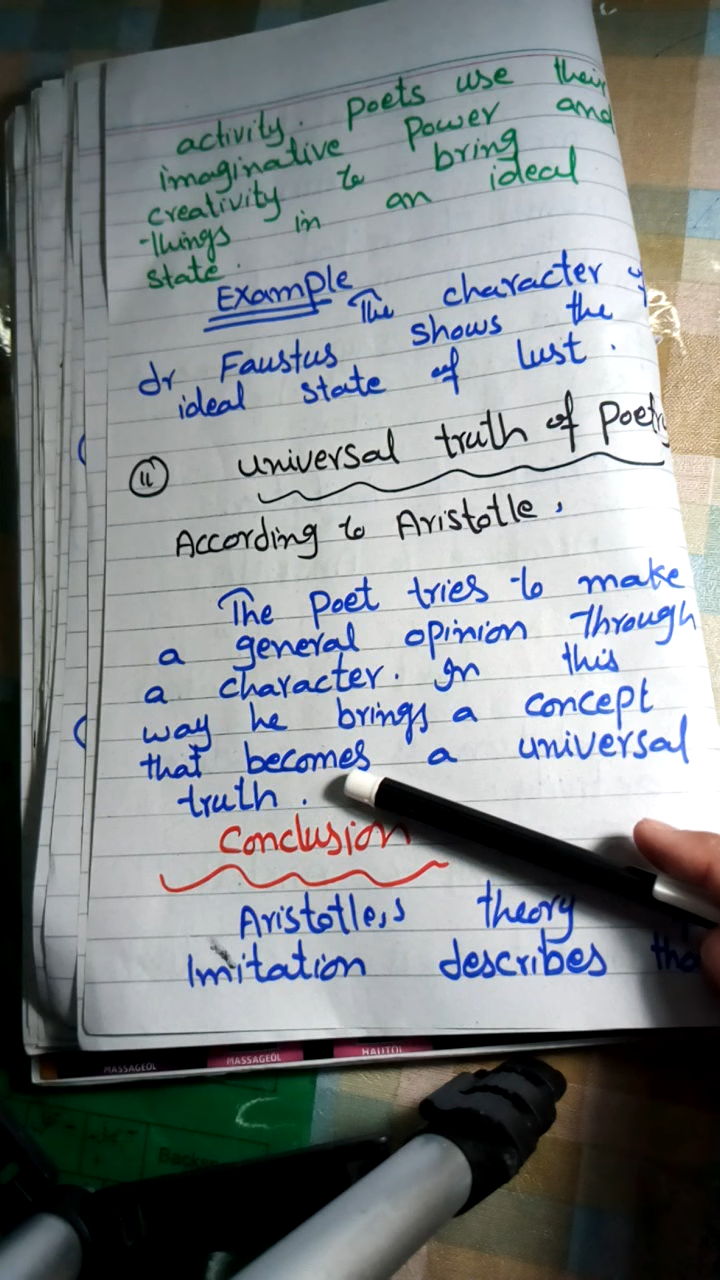 activity. Poets use their
imaginative Power and
creativity to bring
things in an ideal
state.
Example
The character of
dr Faustus shows the
ideal state of lust.
(ii) universal truth of Poetry
According to Aristotle,
The Poet tries to make
a general opinion through
a character. In this
way he brings a concept
that becomes a universal
truth.
Conclusion
Aristotle,s theory
Imitation describes tha
MASSAGEOL MASSAGEOL